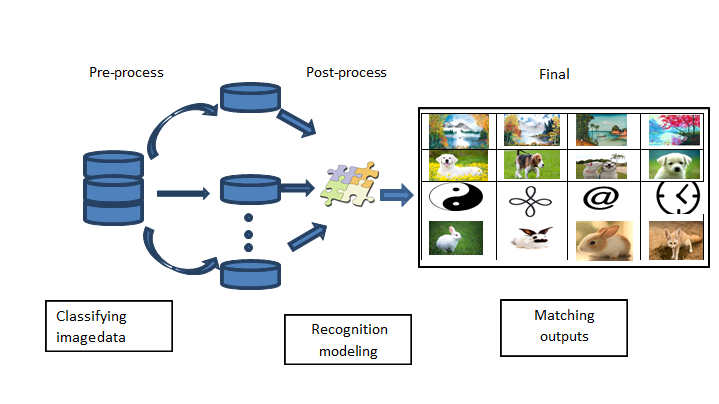 Pre-process
Post-process
Final
@
Classifying
imagedata
Recognition
modeling
Matching
outputs